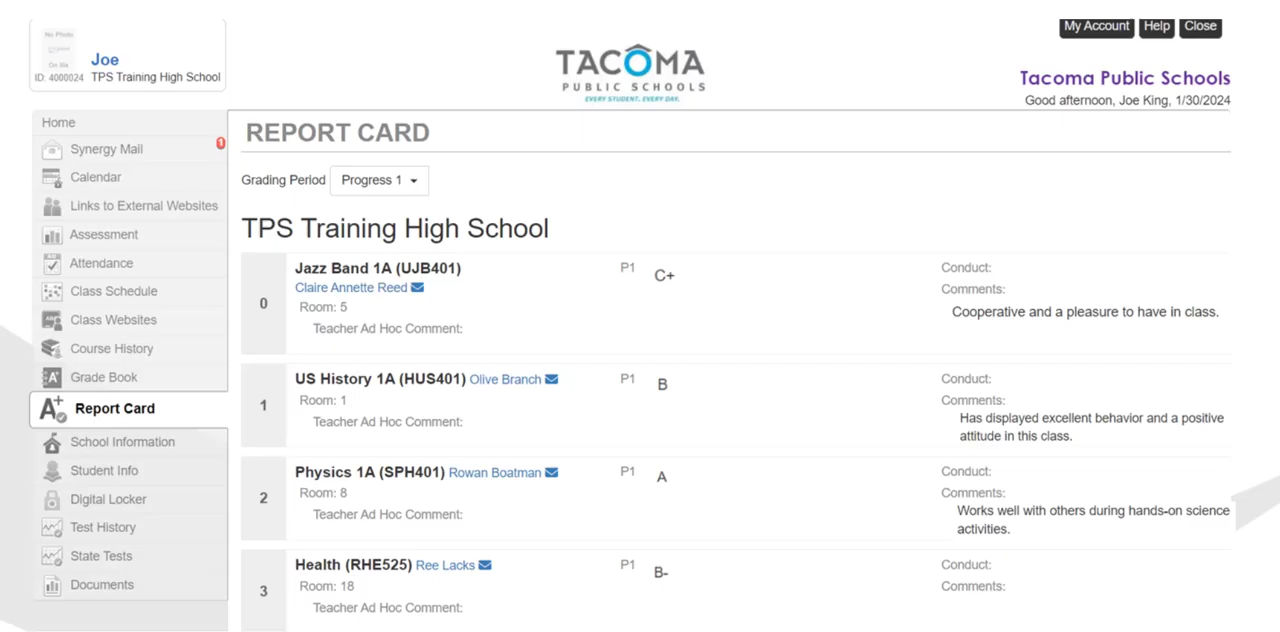 No Photo
On file
Joe
ID: 4000024 TPS Training High School
TACOMA
PUBLIC SCHOOLS
EVERY STUDENT. EVERY DAY.
My Account Help Close
Tacoma Public Schools
Good afternoon, Joe King, 1/30/2024
Home
Synergy Mail 1
Calendar
Links to External Websites
Assessment
Attendance
Class Schedule
Class Websites
Course History
Grade Book
A+ Report Card
School Information
Student Info
Digital Locker
Test History
State Tests
Documents
REPORT CARD
Grading Period Progress 1
TPS Training High School
0
Jazz Band 1A (UJB401)
Claire Annette Reed
Room: 5
Teacher Ad Hoc Comment:
P1 C+
Conduct:
Comments:
Cooperative and a pleasure to have in class.
1
US History 1A (HUS401) Olive Branch
Room: 1
Teacher Ad Hoc Comment:
P1 B
Conduct:
Comments:
Has displayed excellent behavior and a positive
attitude in this class.
2
Physics 1A (SPH401) Rowan Boatman
Room: 8
Teacher Ad Hoc Comment:
P1 A
Conduct:
Comments:
Works well with others during hands-on science
activities.
3
Health (RHE525) Ree Lacks
Room: 18
Teacher Ad Hoc Comment:
P1 B-
Conduct:
Comments: